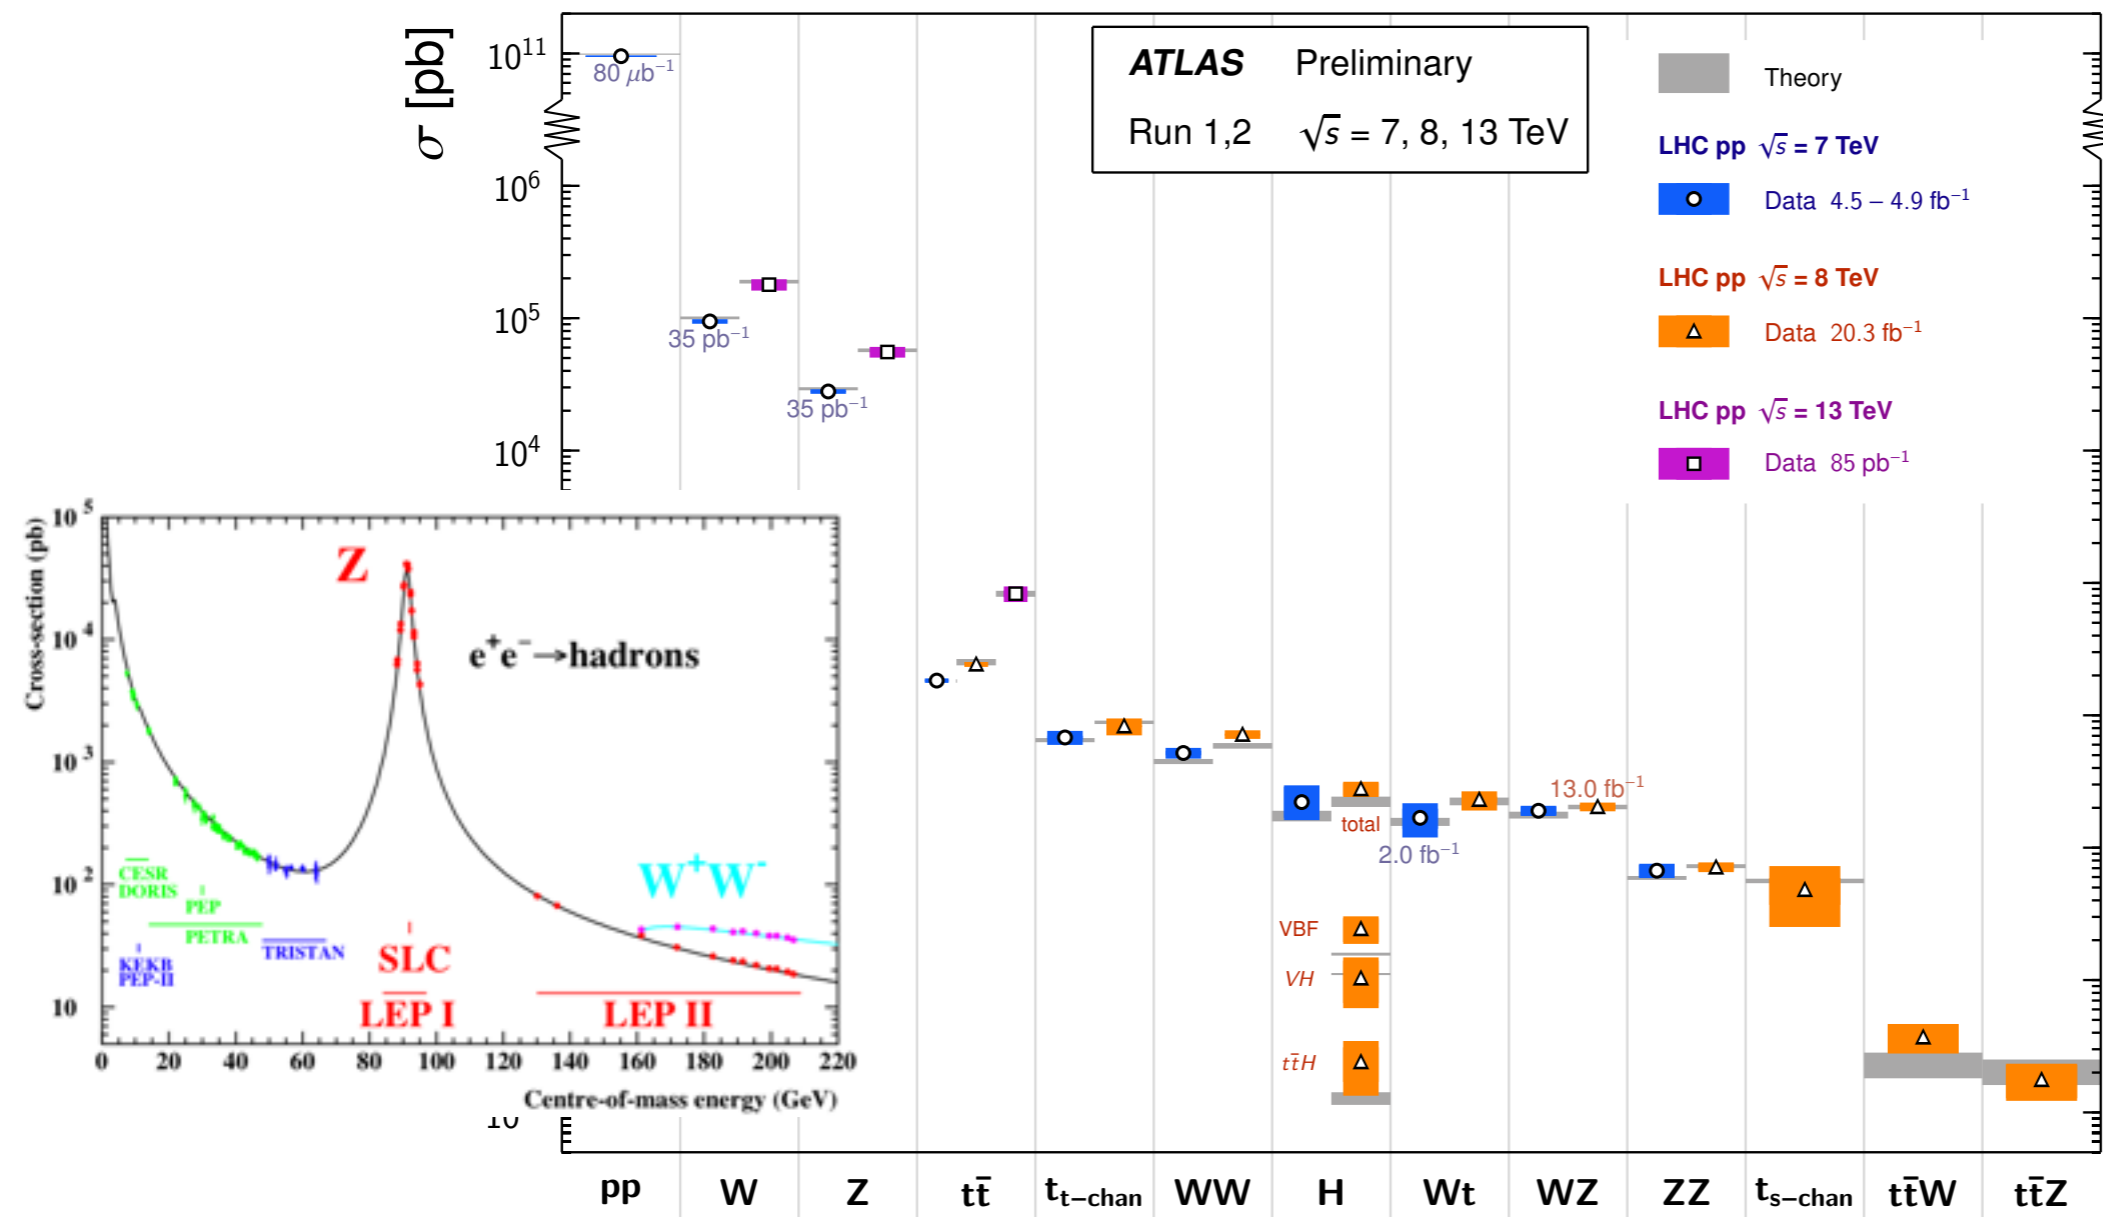 σ [pb]
10¹¹
10⁶
10⁵
10⁴
80 μb⁻¹
35 pb⁻¹
35 pb⁻¹
ATLAS Preliminary
Run 1,2 √s = 7, 8, 13 TeV
Theory
LHC pp √s = 7 TeV
Data 4.5 – 4.9 fb⁻¹
LHC pp √s = 8 TeV
Data 20.3 fb⁻¹
LHC pp √s = 13 TeV
Data 85 pb⁻¹
Cross-section (pb)
10⁵
10⁴
10³
10²
10
Z
e⁺e⁻→hadrons
W⁺W⁻
CESR
DORIS
PEP
PETRA
KEKB
PEP-II
TRISTAN
SLC
LEP I
LEP II
0 20 40 60 80 100 120 140 160 180 200 220
Centre-of-mass energy (GeV)
13.0 fb⁻¹
total
2.0 fb⁻¹
VBF
VH
tt̄H
pp W Z tt̄ t_t−chan WW H Wt WZ ZZ t_s−chan tt̄W tt̄Z